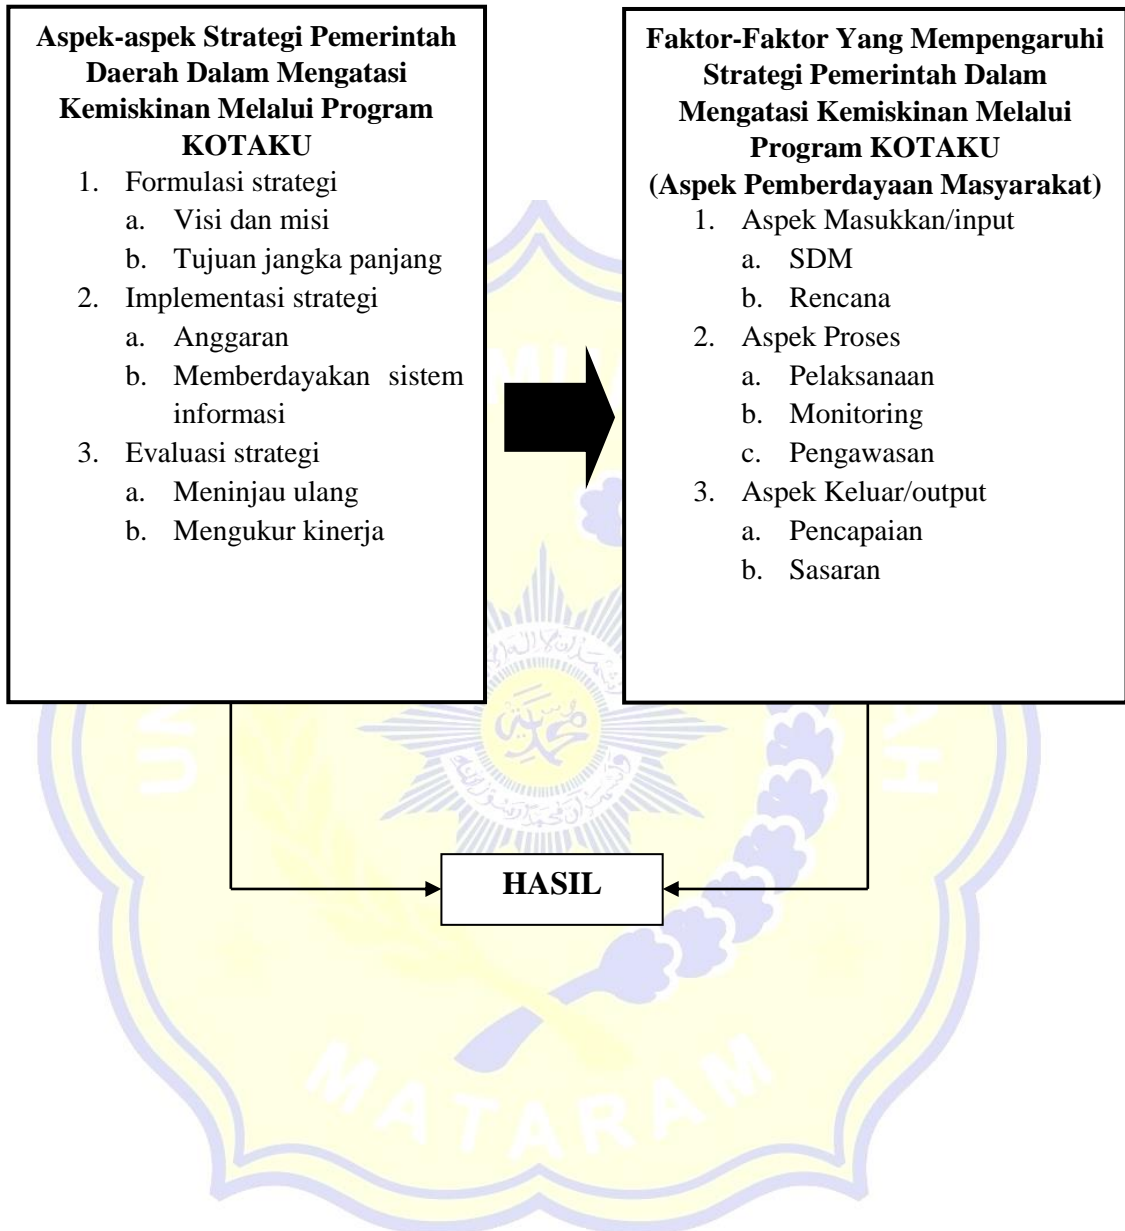 Aspek-aspek Strategi Pemerintah
Daerah Dalam Mengatasi
Kemiskinan Melalui Program
KOTAKU
1. Formulasi strategi
a. Visi dan misi
b. Tujuan jangka panjang
2. Implementasi strategi
a. Anggaran
b. Memberdayakan sistem
informasi
3. Evaluasi strategi
a. Meninjau ulang
b. Mengukur kinerja
Faktor-Faktor Yang Mempengaruhi
Strategi Pemerintah Dalam
Mengatasi Kemiskinan Melalui
Program KOTAKU
(Aspek Pemberdayaan Masyarakat)
1. Aspek Masukkan/input
a. SDM
b. Rencana
2. Aspek Proses
a. Pelaksanaan
b. Monitoring
c. Pengawasan
3. Aspek Keluar/output
a. Pencapaian
b. Sasaran
HASIL
MATARAM